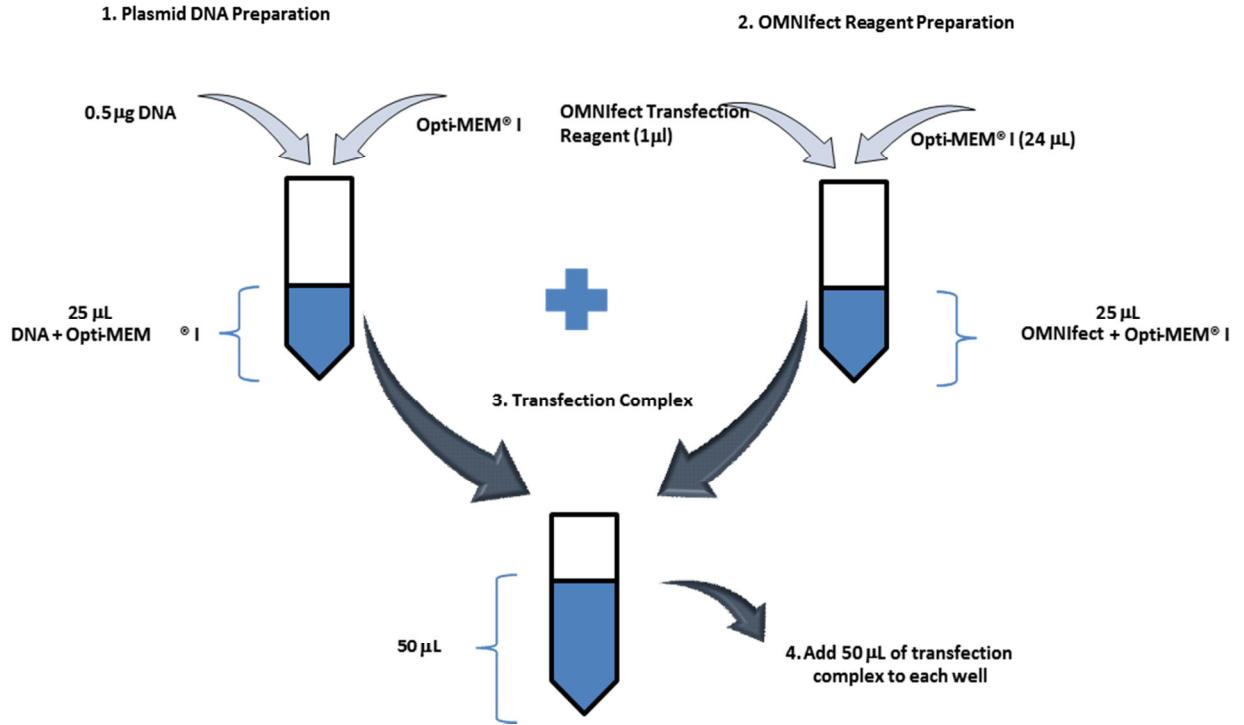 1. Plasmid DNA Preparation
2. OMNIfect Reagent Preparation
0.5 µg DNA
Opti-MEM® I
OMNIfect Transfection
Reagent (1µl)
Opti-MEM® I (24 µL)
25 µL
DNA + Opti-MEM ® I
25 µL
OMNIfect + Opti-MEM® I
3. Transfection Complex
50 µL
4. Add 50 µL of transfection
complex to each well